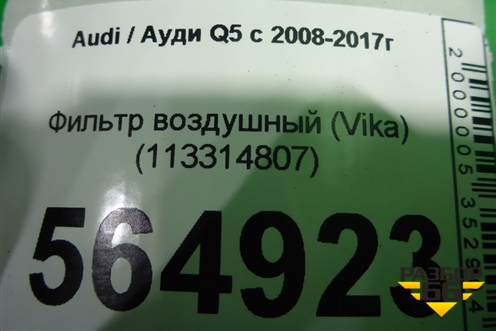 Audi / Ауди Q5 с 2008-2017г
Фильтр воздушный (Vika)
(113314807)
564923